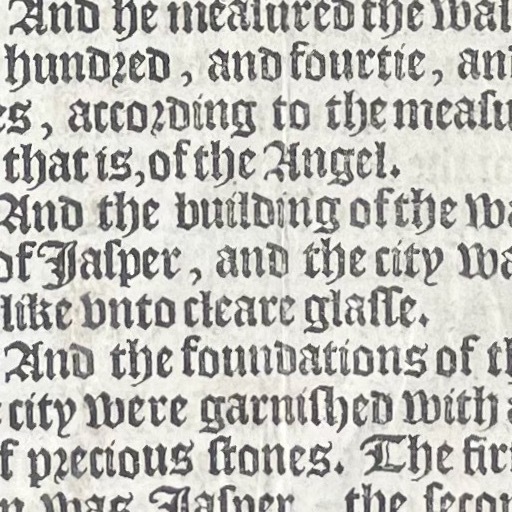 And he measured the wal
hundred, and fourtie, an
es, according to the measu
that is, of the Angel.
And the building of the wa
of Jasper, and the city wa
like vnto cleare glasse.
And the foundations of th
city were garnished with a
f precious stones. The fir
was Jasper, the secon